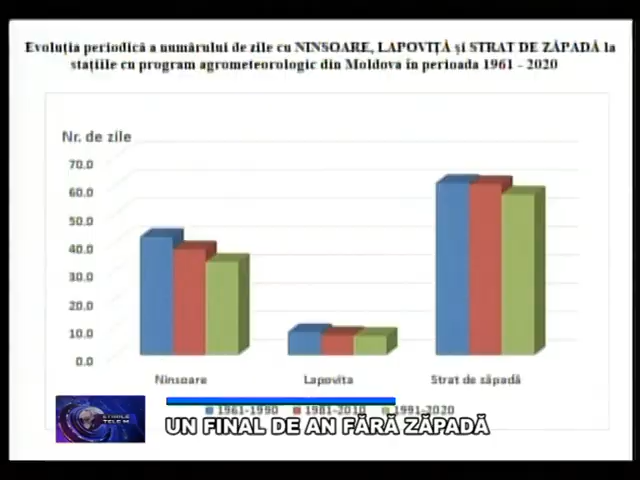 Evoluția periodică a numărului de zile cu NINSOARE, LAPOVIȚĂ și STRAT DE ZĂPADĂ la
stațiile cu program agrometeorologic din Moldova în perioada 1961 - 2020
Nr. de zile
70.0
60.0
50.0
40.0
30.0
20.0
10.0
0.0
Ninsoare
Lapovita
Strat de zăpadă
1961-1990
1981-2010
1991-2020
ȘTIRILE
TELE M
UN FINAL DE AN FĂRĂ ZĂPADĂ